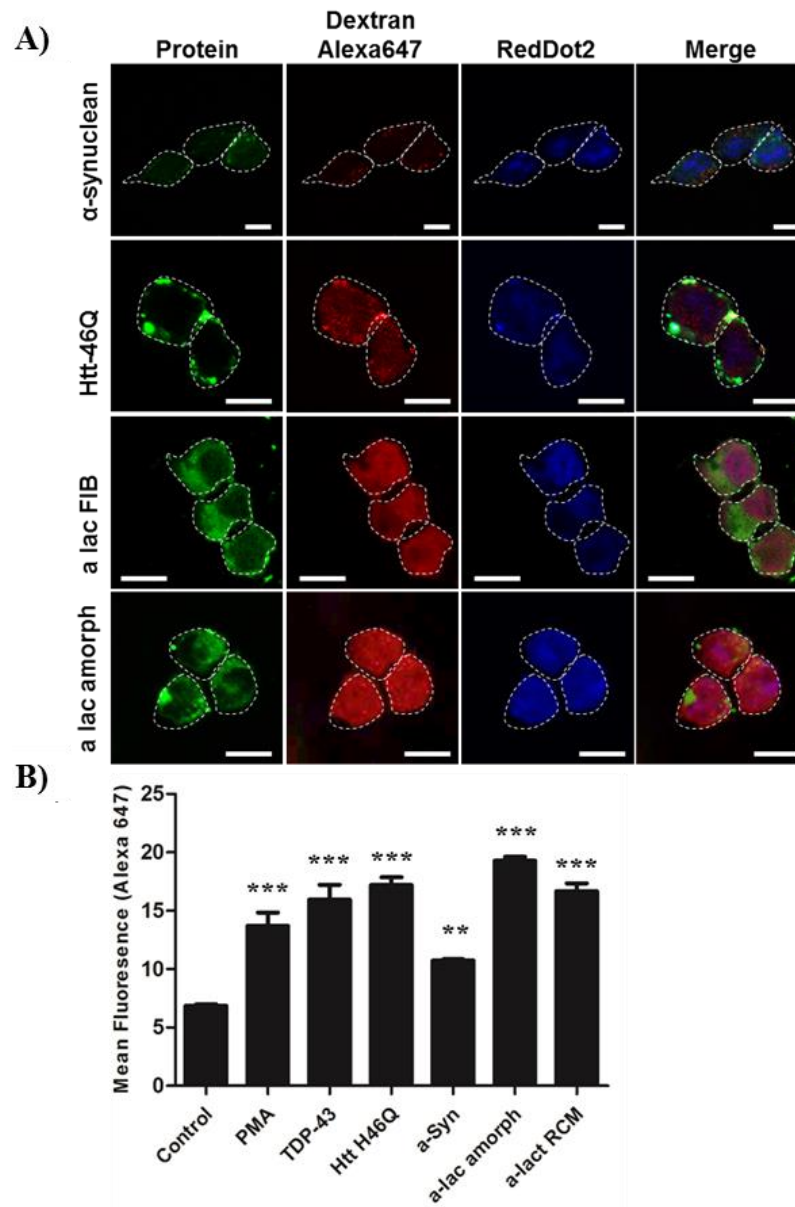 A)
Protein
Dextran
Alexa647
RedDot2
Merge
α-synuclean
Htt-46Q
a lac FIB
a lac amorph
B)
Mean Fluoresence (Alexa 647)
25
20
15
10
5
0
***
***
***
**
***
***
Control
PMA
TDP-43
Htt H46Q
a-Syn
a-lac amorph
a-lact RCM